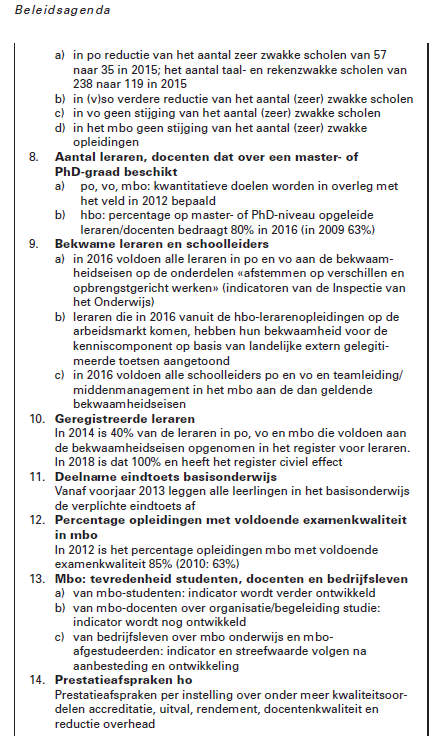 Beleidsagenda
a) in po reductie van het aantal zeer zwakke scholen van 57
naar 35 in 2015; het aantal taal- en rekenzwakke scholen van
238 naar 119 in 2015
b) in (v)so verdere reductie van het aantal (zeer) zwakke scholen
c) in vo geen stijging van het aantal (zeer) zwakke scholen
d) in het mbo geen stijging van het aantal (zeer) zwakke
opleidingen
8. Aantal leraren, docenten dat over een master- of
PhD-graad beschikt
a) po, vo, mbo: kwantitatieve doelen worden in overleg met
het veld in 2012 bepaald
b) hbo: percentage op master- of PhD-niveau opgeleide
leraren/docenten bedraagt 80% in 2016 (in 2009 63%)
9. Bekwame leraren en schoolleiders
a) in 2016 voldoen alle leraren in po en vo aan de bekwaam-
heidseisen op de onderdelen «afstemmen op verschillen en
opbrengstgericht werken» (indicatoren van de Inspectie van
het Onderwijs)
b) leraren die in 2016 vanuit de hbo-lerarenopleidingen op de
arbeidsmarkt komen, hebben hun bekwaamheid voor de
kenniscomponent op basis van landelijke extern gelegiti-
meerde toetsen aangetoond
c) in 2016 voldoen alle schoolleiders po en vo en teamleiding/
middenmanagement in het mbo aan de dan geldende
bekwaamheidseisen
10. Geregistreerde leraren
In 2014 is 40% van de leraren in po, vo en mbo die voldoen aan
de bekwaamheidseisen opgenomen in het register voor leraren.
In 2018 is dat 100% en heeft het register civiel effect
11. Deelname eindtoets basisonderwijs
Vanaf voorjaar 2013 leggen alle leerlingen in het basisonderwijs
de verplichte eindtoets af
12. Percentage opleidingen met voldoende examenkwaliteit
in mbo
In 2012 is het percentage opleidingen mbo met voldoende
examenkwaliteit 85% (2010: 63%)
13. Mbo: tevredenheid studenten, docenten en bedrijfsleven
a) van mbo-studenten: indicator wordt verder ontwikkeld
b) van mbo-docenten over organisatie/begeleiding studie:
indicator wordt nog ontwikkeld
c) van bedrijfsleven over mbo onderwijs en mbo-
afgestudeerden: indicator en streefwaarde volgen na
aanbesteding en ontwikkeling
14. Prestatieafspraken ho
Prestatieafspraken per instelling over onder meer kwaliteitsoor-
delen accreditatie, uitval, rendement, docentenkwaliteit en
reductie overhead